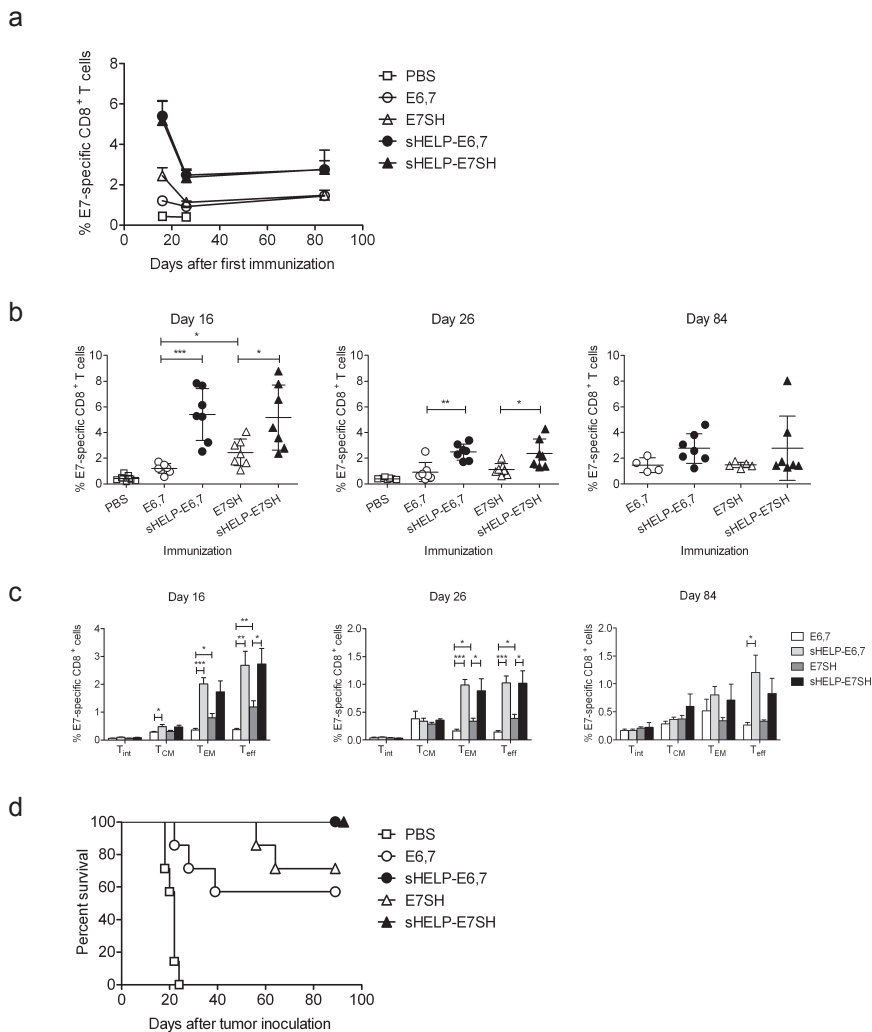 a
% E7-specific CD8+ T cells
8
6
4
2
0
0 20 40 60 80 100
Days after first immunization
PBS
E6,7
E7SH
sHELP-E6,7
sHELP-E7SH
b
Day 16
% E7-specific CD8+ T cells
10
8
6
4
2
0
* 
*** *
PBS E6,7 sHELP-E6,7 E7SH sHELP-E7SH
Immunization
Day 26
% E7-specific CD8+ T cells
10
8
6
4
2
0
** *
PBS E6,7 sHELP-E6,7 E7SH sHELP-E7SH
Immunization
Day 84
% E7-specific CD8+ T cells
10
8
6
4
2
0
E6,7 sHELP-E6,7 E7SH sHELP-E7SH
Immunization
c
Day 16
% E7-specific CD8+ cells
4
3
2
1
0
**
* ** *
***
*
Tint TCM TEM Teff
Day 26
% E7-specific CD8+ cells
2.0
1.5
1.0
0.5
0.0
* *
*** * *** *
Tint TCM TEM Teff
Day 84
% E7-specific CD8+ cells
2.0
1.5
1.0
0.5
0.0
*
Tint TCM TEM Teff
E6,7
sHELP-E6,7
E7SH
sHELP-E7SH
d
Percent survival
100
80
60
40
20
0
0 20 40 60 80 100
Days after tumor inoculation
PBS
E6,7
sHELP-E6,7
E7SH
sHELP-E7SH